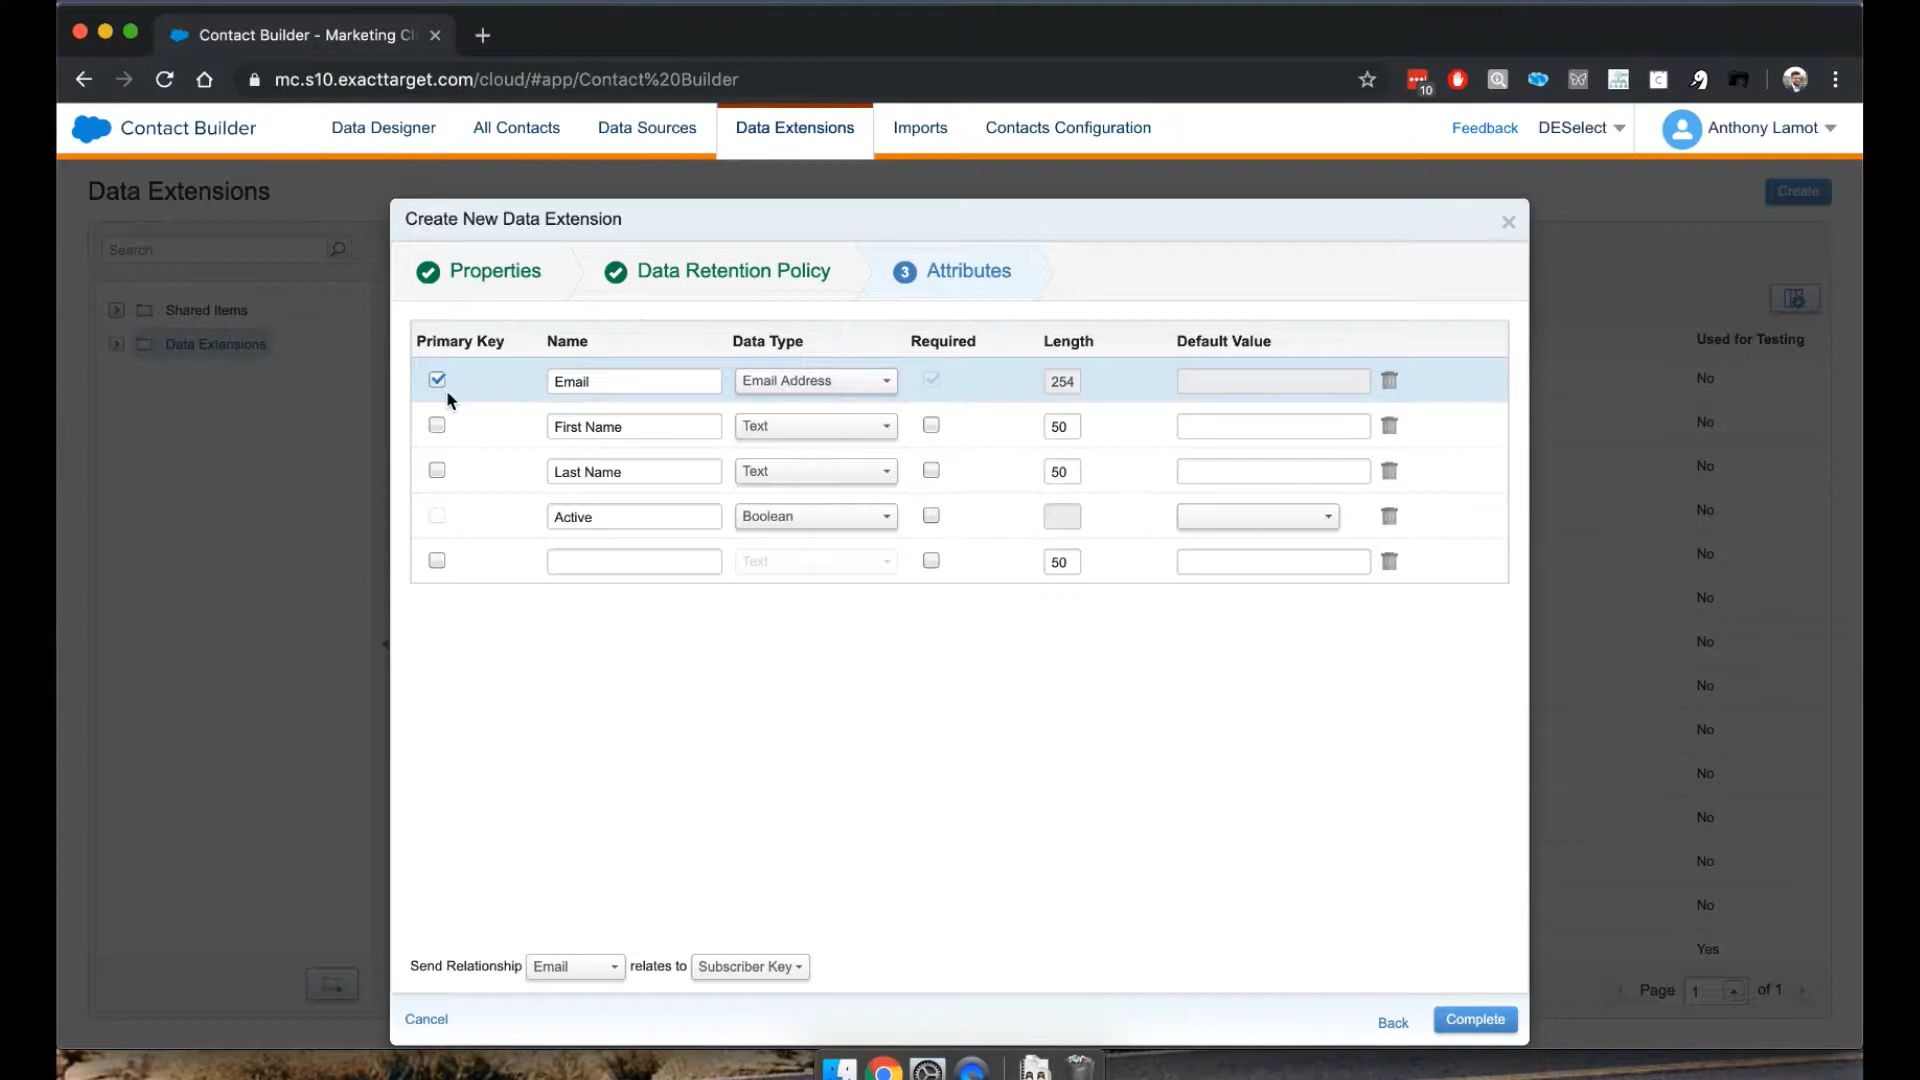 Contact Builder - Marketing Cl
mc.s10.exacttarget.com/cloud/#app/Contact%20Builder
10
Contact Builder
Data Designer
All Contacts
Data Sources
Data Extensions
Imports
Contacts Configuration
Feedback
DESelect
Anthony Lamot
Data Extensions
Create
Search
Shared Items
Data Extensions
Used for Testing
No
No
No
No
No
No
No
No
No
No
No
No
No
Yes
Page 1 of 1
Create New Data Extension
Properties
Data Retention Policy
3 Attributes
Primary Key Name Data Type Required Length Default Value
Email Email Address 254
First Name Text 50
Last Name Text 50
Active Boolean
Text 50
Send Relationship Email relates to Subscriber Key
Cancel
Back
Complete